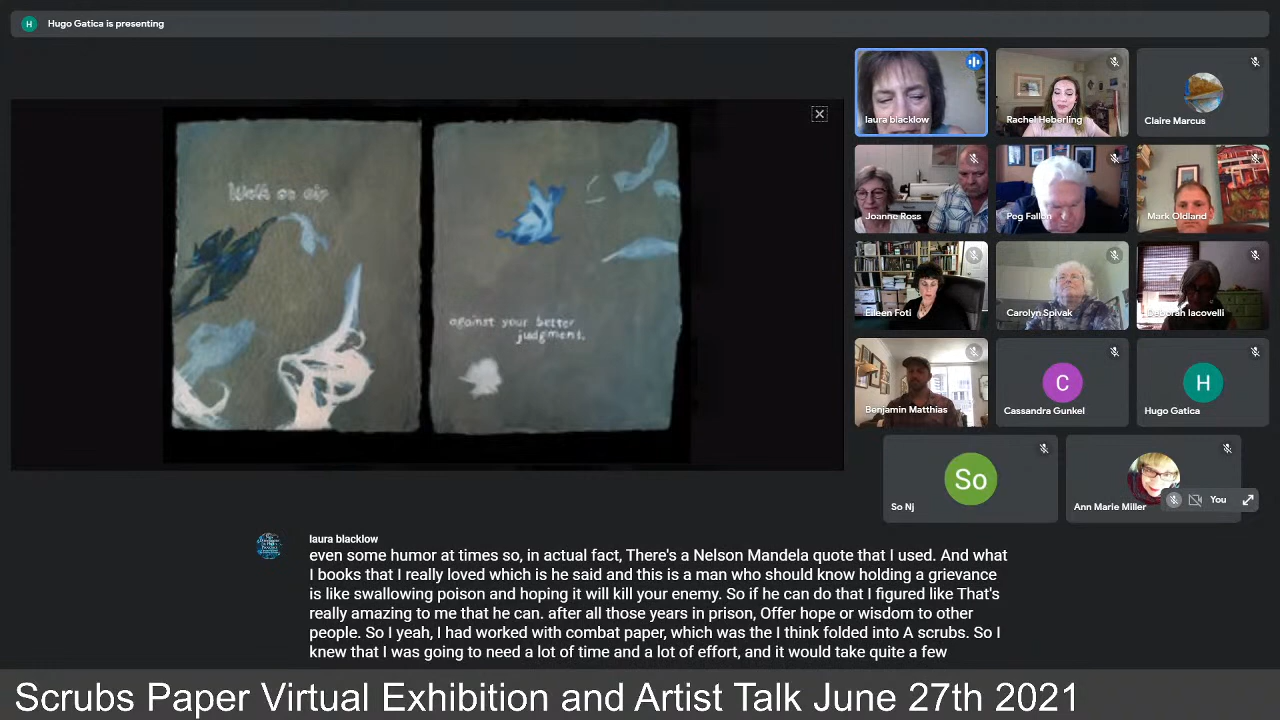 Hugo Gatica is presenting
Walk on air
against your better
judgment.
laura blacklow
Rachel Heberling
Claire Marcus
Joanne Ross
Peg Fallon
Mark Oldland
Eileen Foti
Carolyn Spivak
Deborah Iacovelli
Benjamin Matthias
C
Cassandra Gunkel
H
Hugo Gatica
So
So Nj
Ann Marie Miller
You
laura blacklow
even some humor at times so, in actual fact, There's a Nelson Mandela quote that I used. And what
I books that I really loved which is he said and this is a man who should know holding a grievance
is like swallowing poison and hoping it will kill your enemy. So if he can do that I figured like That's
really amazing to me that he can. after all those years in prison, Offer hope or wisdom to other
people. So I yeah, I had worked with combat paper, which was the I think folded into A scrubs. So I
knew that I was going to need a lot of time and a lot of effort, and it would take quite a few
Scrubs Paper Virtual Exhibition and Artist Talk June 27th 2021